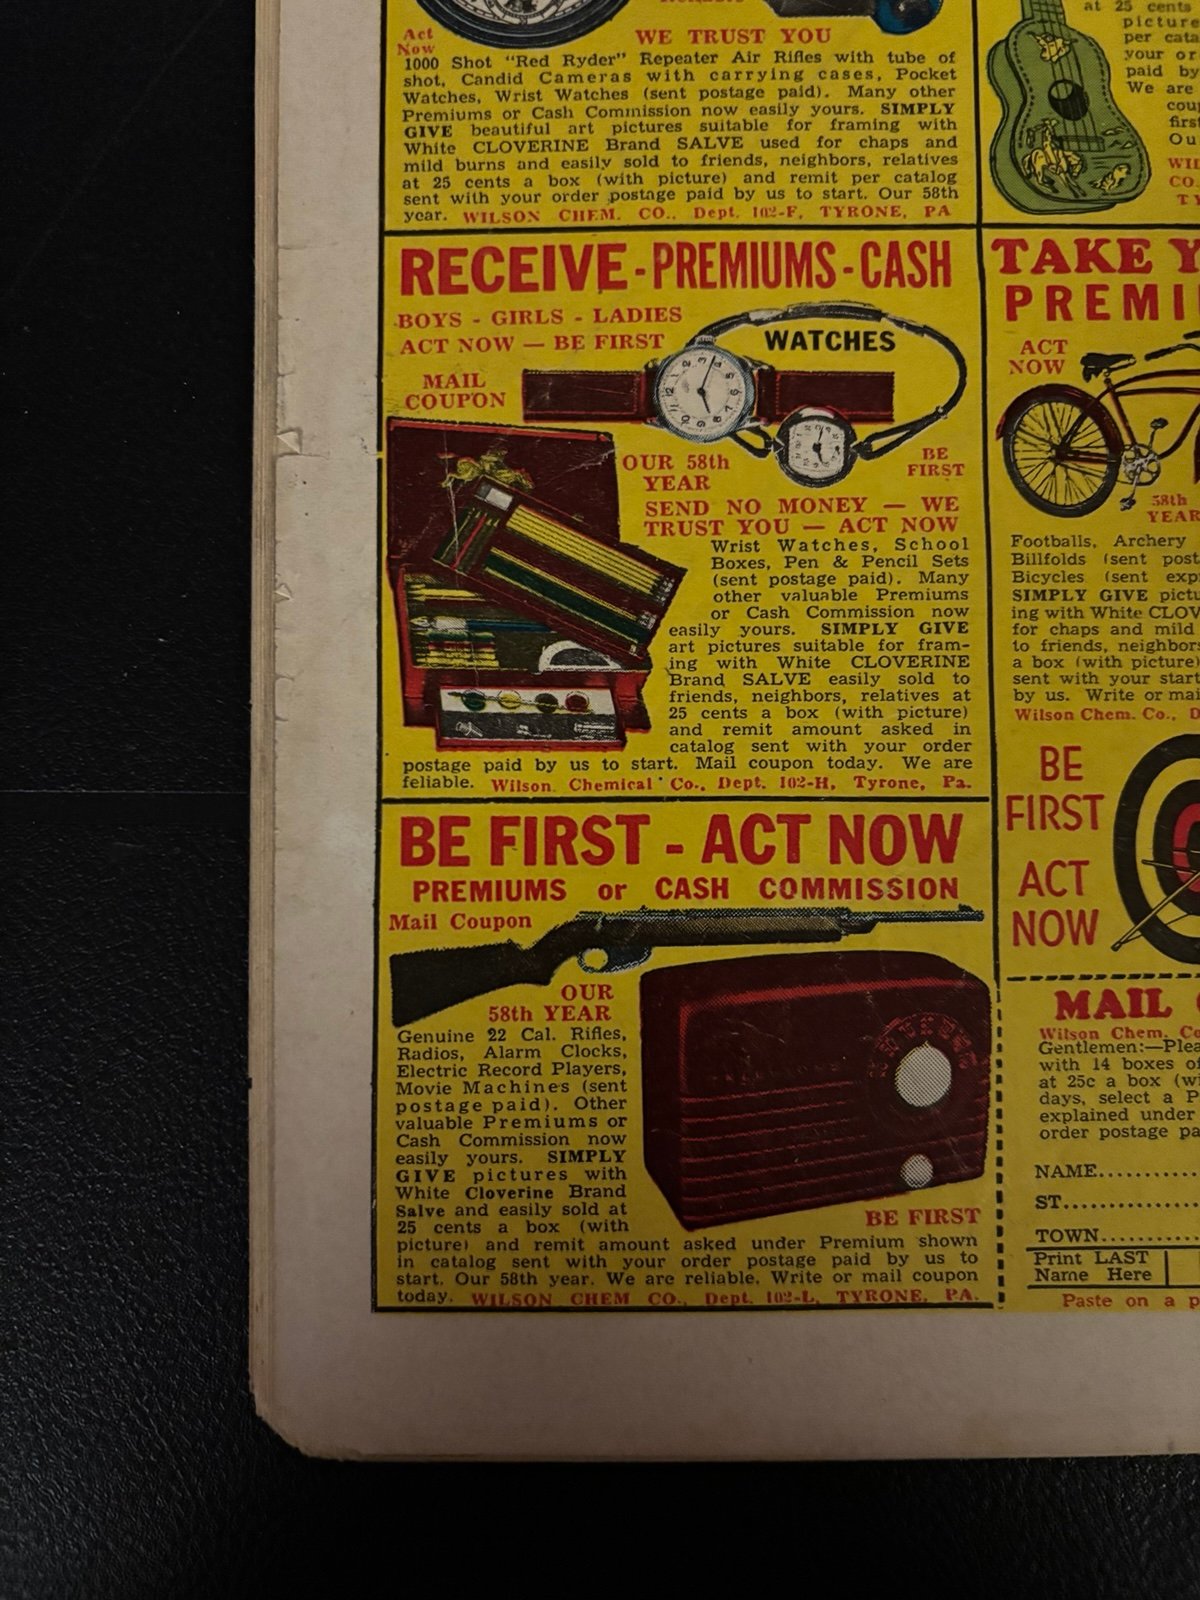 Act
Now
WE TRUST YOU
1000 Shot "Red Ryder" Repeater Air Rifles with tube of
shot, Candid Cameras with carrying cases, Pocket
Watches, Wrist Watches (sent postage paid). Many other
Premiums or Cash Commission now easily yours. SIMPLY
GIVE beautiful art pictures suitable for framing with
White CLOVERINE Brand SALVE used for chaps and
mild burns and easily sold to friends, neighbors, relatives
at 25 cents a box (with picture) and remit per catalog
sent with your order postage paid by us to start. Our 58th
year. WILSON CHEM. CO., Dept. 102-F, TYRONE, PA
at 25 cents
picture
per cata
your or
paid by
We are
cou
firs
Ou
WIL
CO
TY
RECEIVE-PREMIUMS-CASH
BOYS - GIRLS - LADIES
ACT NOW — BE FIRST
WATCHES
MAIL
COUPON
OUR 58th
YEAR
BE
FIRST
SEND NO MONEY — WE
TRUST YOU — ACT NOW
Wrist Watches, School
Boxes, Pen & Pencil Sets
(sent postage paid). Many
other valuable Premiums
or Cash Commission now
easily yours. SIMPLY GIVE
art pictures suitable for fram-
ing with White CLOVERINE
Brand SALVE easily sold to
friends, neighbors, relatives at
25 cents a box (with picture)
and remit amount asked in
catalog sent with your order
postage paid by us to start. Mail coupon today. We are
feliable. Wilson Chemical Co., Dept. 102-H, Tyrone, Pa.
TAKE Y
PREMI
ACT
NOW
58th
YEAR
Footballs, Archery
Billfolds (sent post
Bicycles (sent exp
SIMPLY GIVE pictu
ing with White CLOV
for chaps and mild
to friends, neighbors
a box (with picture)
sent with your start
by us. Write or mai
Wilson Chem. Co., D
BE
FIRST
ACT
NOW
BE FIRST - ACT NOW
PREMIUMS or CASH COMMISSION
Mail Coupon
OUR
58th YEAR
Genuine 22 Cal. Rifles,
Radios, Alarm Clocks,
Electric Record Players,
Movie Machines (sent
postage paid). Other
valuable Premiums or
Cash Commission now
easily yours. SIMPLY
GIVE pictures with
White Cloverine Brand
Salve and easily sold at
25 cents a box (with
picture) and remit amount asked under Premium shown
in catalog sent with your order postage paid by us to
start. Our 58th year. We are reliable. Write or mail coupon
today. WILSON CHEM CO., Dept. 102-L, TYRONE, PA.
BE FIRST
MAIL
Wilson Chem. Co
Gentlemen:—Plea
with 14 boxes of
at 25c a box (wi
days, select a P
explained under
order postage pa
NAME
ST
TOWN
Print LAST
Name Here
Paste on a p